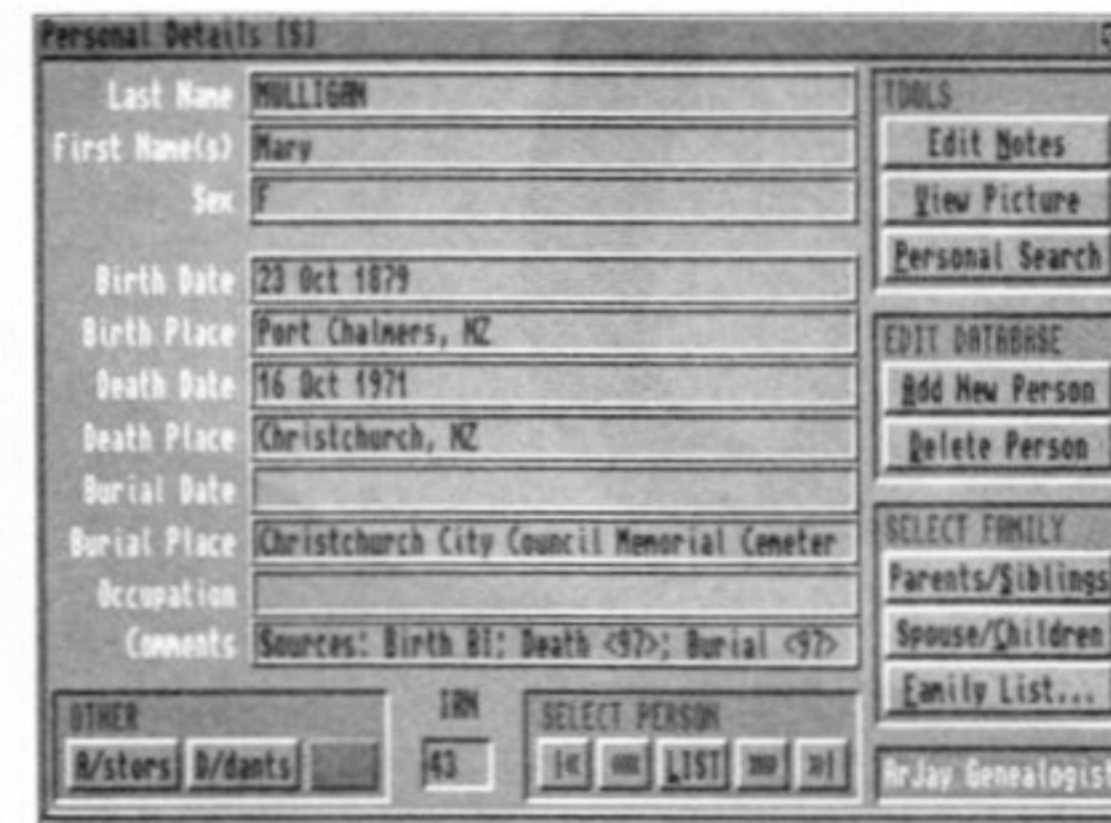 Personal Details [S]
Last Name MULLIGAN
First Name(s) Mary
Sex F
Birth Date 23 Oct 1879
Birth Place Port Chalmers, NZ
Death Date 16 Oct 1971
Death Place Christchurch, NZ
Burial Date
Burial Place Christchurch City Council Memorial Cemeter
Occupation
Comments Sources: Birth BI; Death <97>; Burial <97>
OTHER
A/stors D/dants
IRN
43
SELECT PERSON
|< <<< LIST >>> >|
TOOLS
Edit Notes
View Picture
Personal Search
EDIT DATABASE
Add New Person
Delete Person
SELECT FAMILY
Parents/Siblings
Spouse/Children
Family List...
ArJay Genealogist